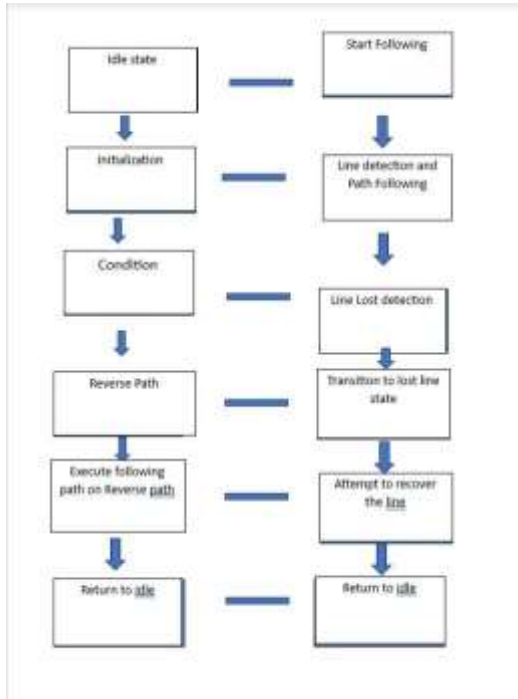 Idle state
Start Following
Initialization
Line detection and
Path Following
Condition
Line Lost detection
Reverse Path
Transition to lost line
state
Execute following
path on Reverse path
Attempt to recover
the line
Return to idle
Return to idle